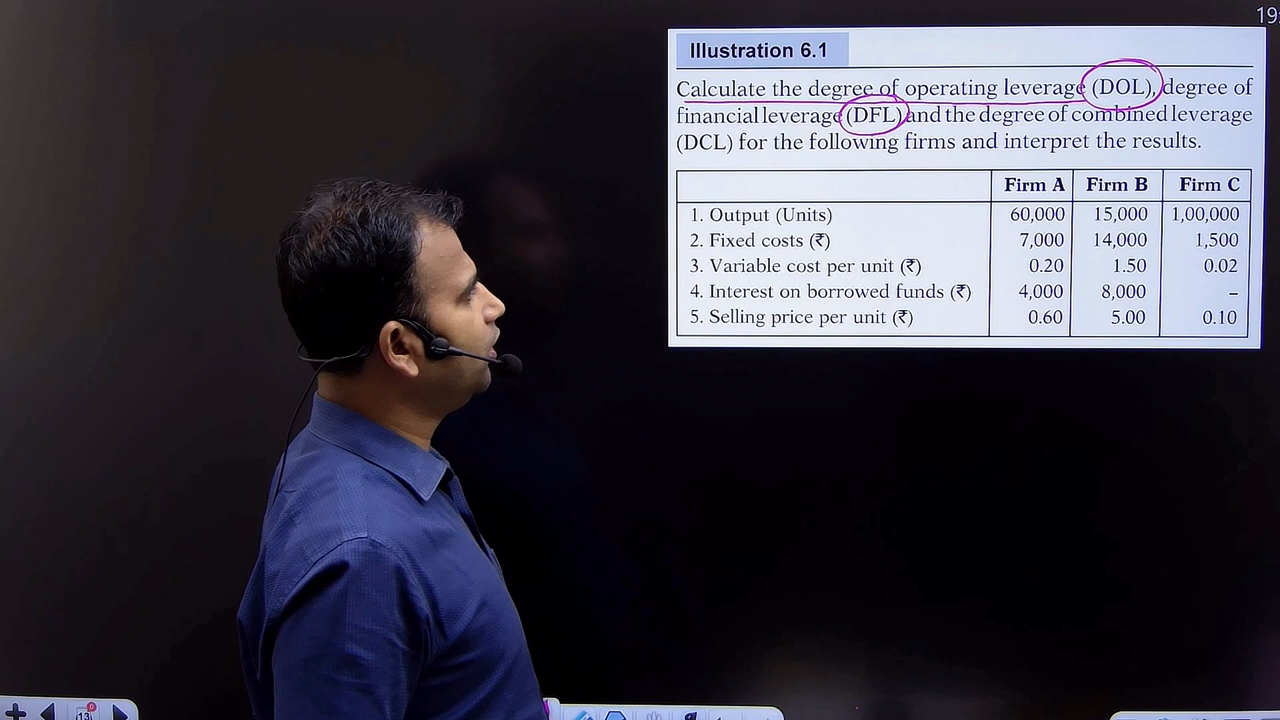 19:
Illustration 6.1
Calculate the degree of operating leverage (DOL), degree of
financial leverage (DFL) and the degree of combined leverage
(DCL) for the following firms and interpret the results.
Firm A Firm B Firm C
1. Output (Units) 60,000 15,000 1,00,000
2. Fixed costs (₹) 7,000 14,000 1,500
3. Variable cost per unit (₹) 0.20 1.50 0.02
4. Interest on borrowed funds (₹) 4,000 8,000 –
5. Selling price per unit (₹) 0.60 5.00 0.10
13
0